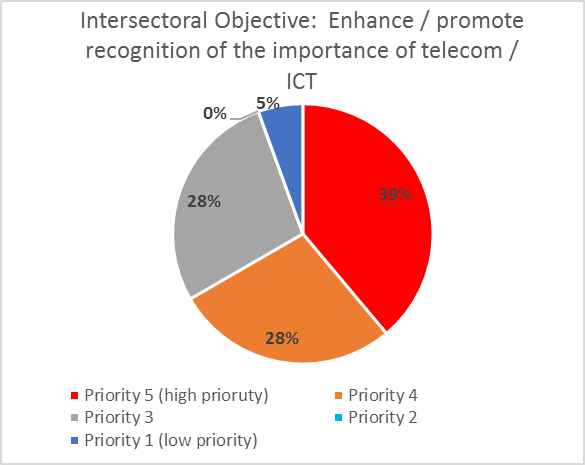 Intersectoral Objective:  Enhance / promote
recognition of the importance of telecom /
ICT
5%
0%
39%
28%
28%
Priority 5 (high prioruty)
Priority 4
Priority 3
Priority 2
Priority 1 (low priority)